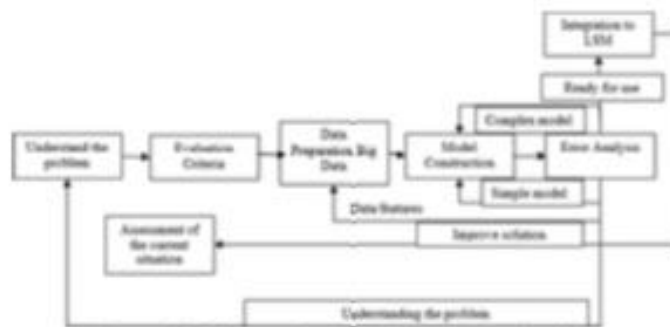 Integration to
LSM
Ready for use
Complex model
Understand the
problem
Evaluation
Criteria
Data
Preparation Big
Data
Model
Construction
Error Analysis
Simple model
Data features
Assessment of
the current
situation
Improve solution
Understanding the problem